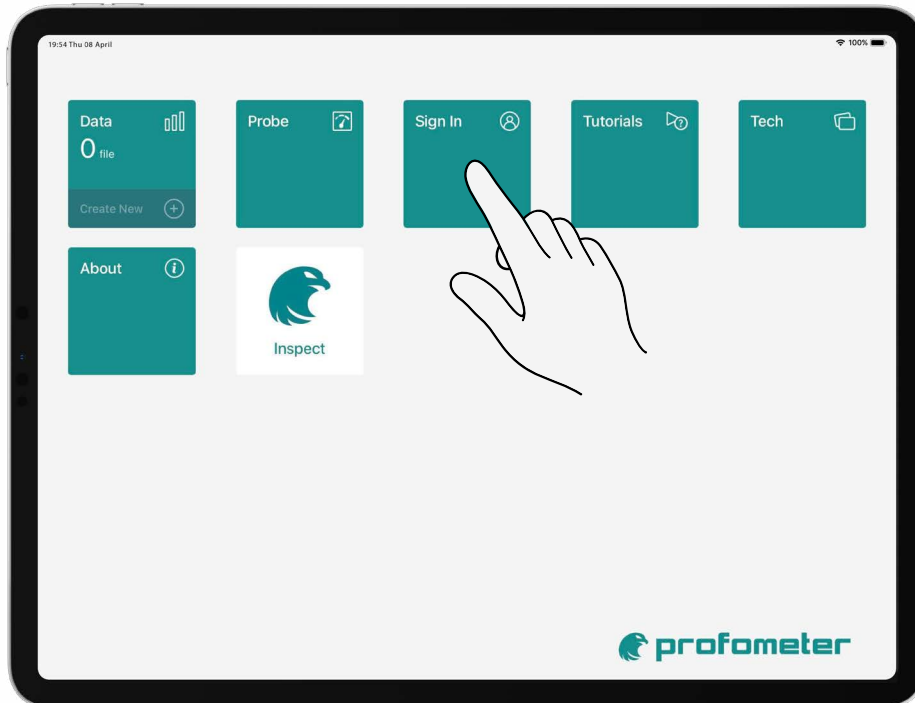 19:54 Thu 08 April
100%
Data
0 file
Create New
Probe
Sign In
Tutorials
Tech
About
Inspect
profometer